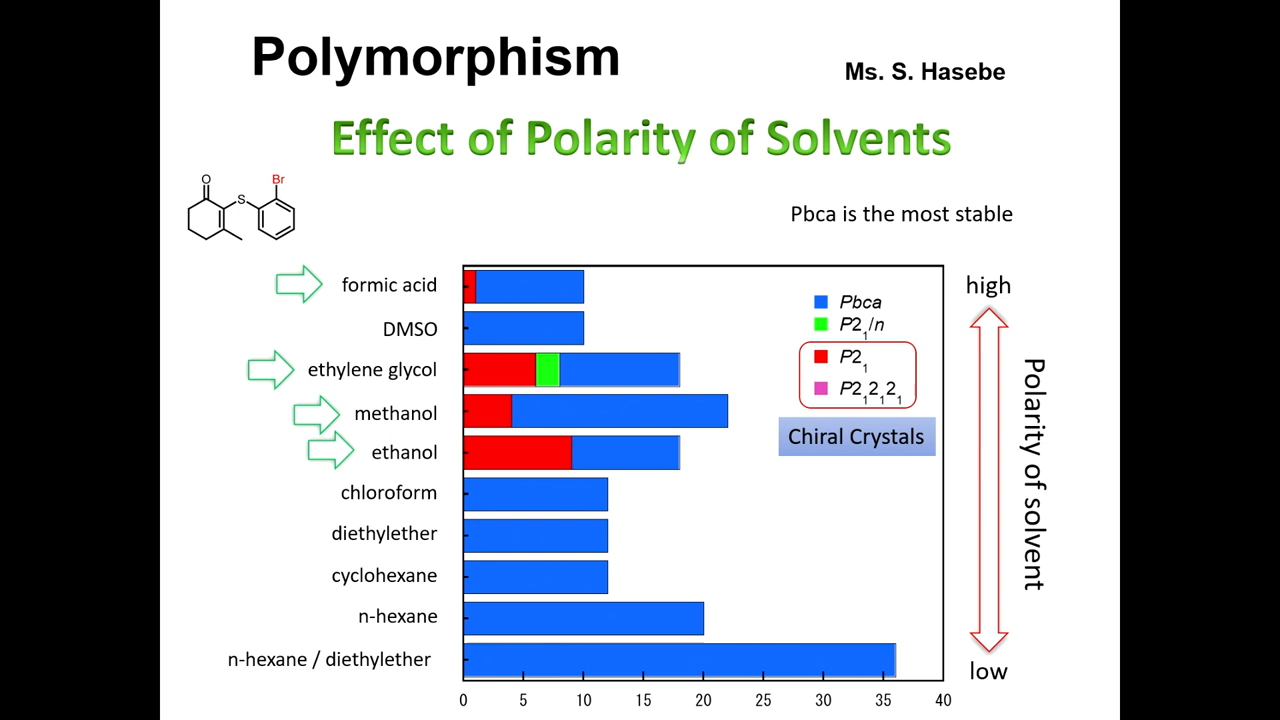 Polymorphism
Ms. S. Hasebe
Effect of Polarity of Solvents
O
S
Br
Pbca is the most stable
formic acid
DMSO
ethylene glycol
methanol
ethanol
chloroform
diethylether
cyclohexane
n-hexane
n-hexane / diethylether
Pbca
P2₁/n
P2₁
P2₁2₁2₁
Chiral Crystals
high
Polarity of solvent
low
0 5 10 15 20 25 30 35 40